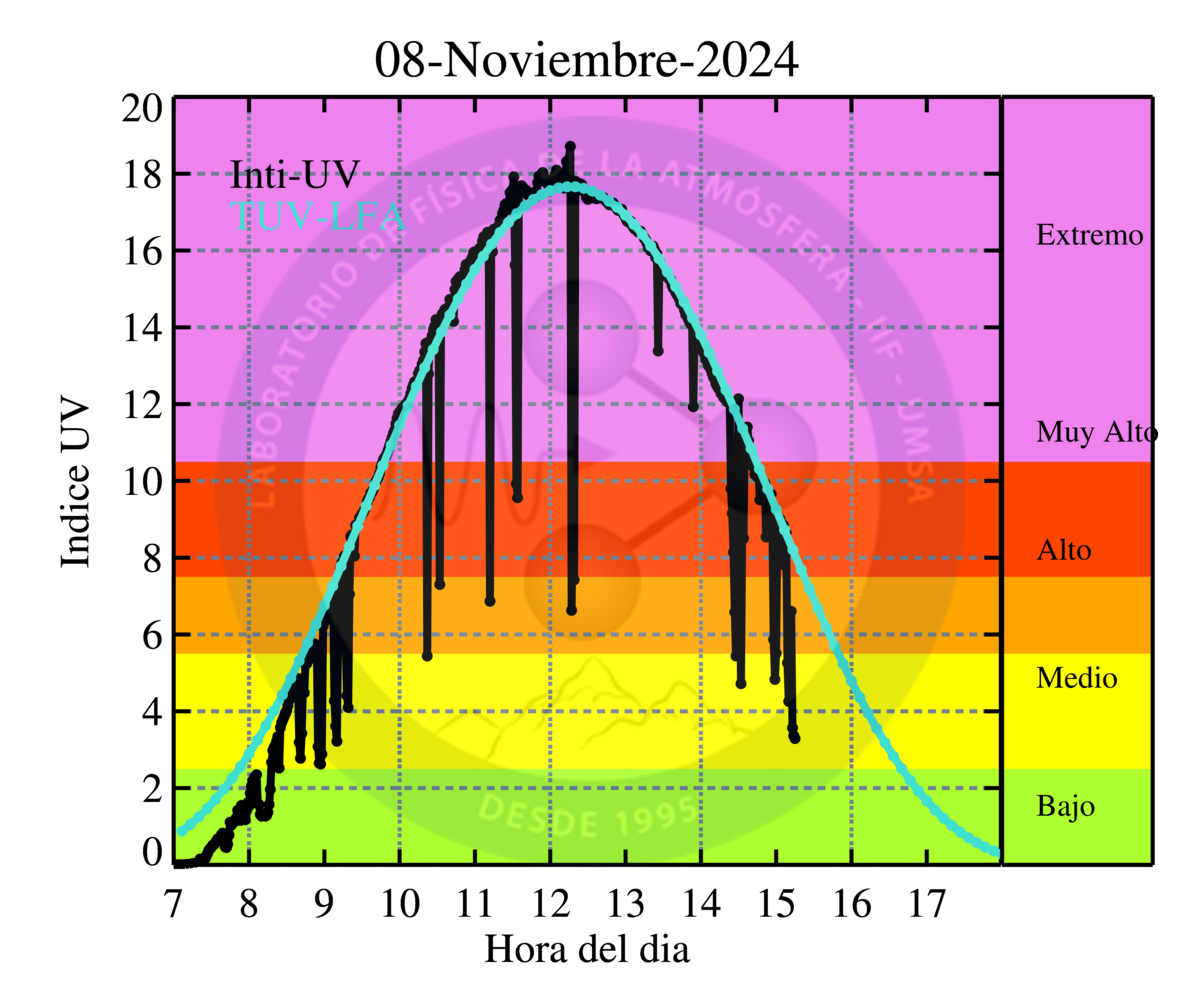 08-Noviembre-2024
20
18
16
14
12
10
8
6
4
2
0
Indice UV
Inti-UV
TUV-LFA
LABORATORIO DE FÍSICA DE LA ATMÓSFERA - IIF - UMSA
DESDE 1995
Extremo
Muy Alto
Alto
Medio
Bajo
7 8 9 10 11 12 13 14 15 16 17
Hora del dia